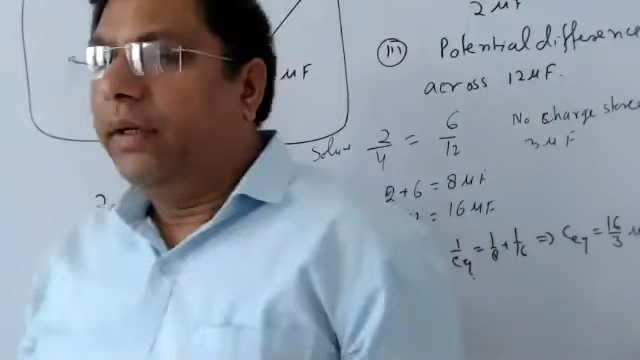 2 μF
(III) Potential difference
across 12 μF.
μF
Solu- 2/4 = 6/12
No charge
3 μF
2+6 = 8 μF
= 16 μF
1/Ceq = 1/8 + 1/16 ⇒ Ceq = 16/3 μ
2